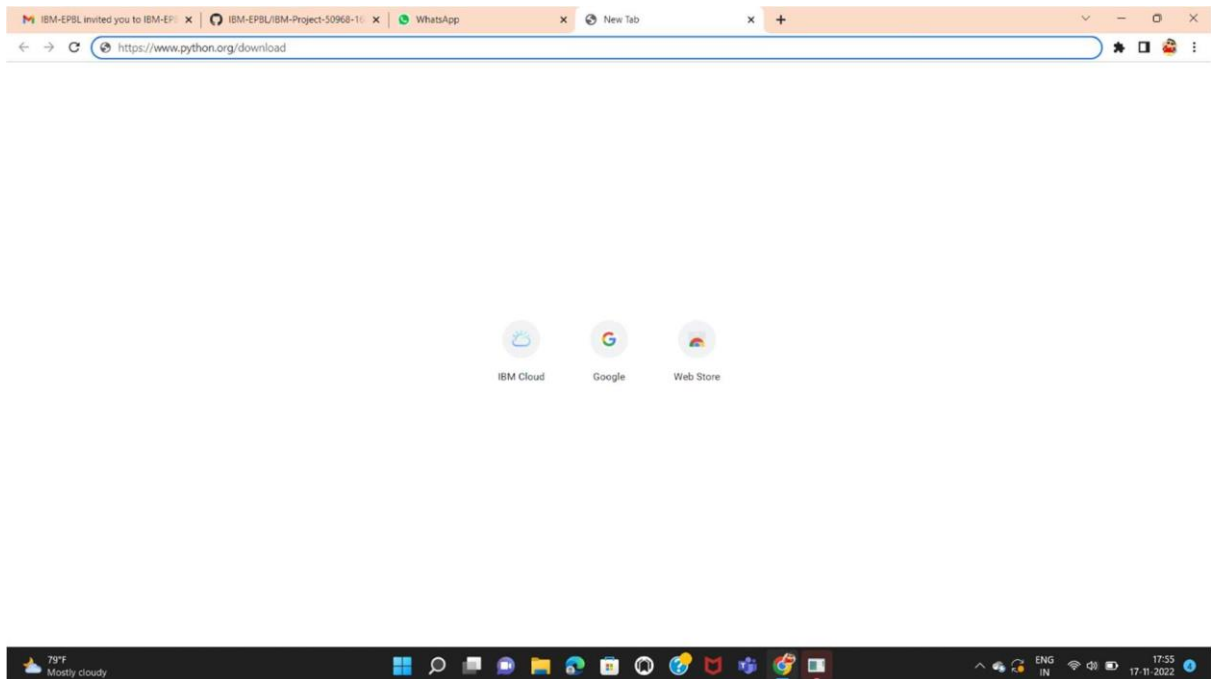 IBM-EPBL invited you to IBM-EP
IBM-EPBL/IBM-Project-50968-16
WhatsApp
New Tab
https://www.python.org/download
IBM Cloud
Google
Web Store
79°F
Mostly cloudy
ENG
IN
17:55
17-11-2022
4